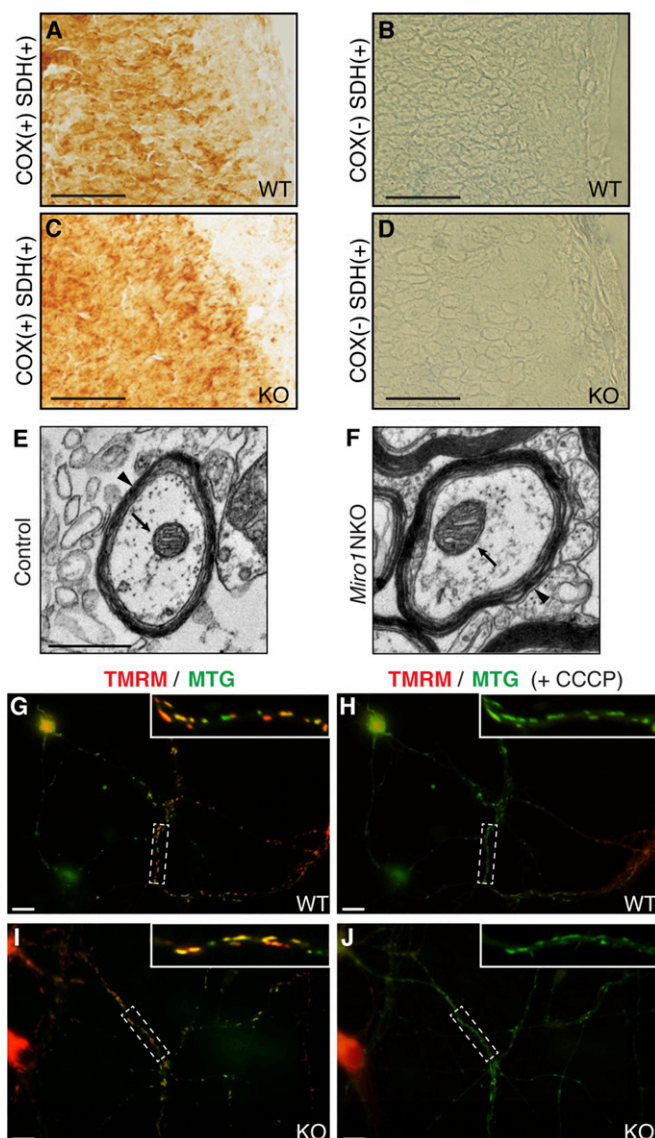 A
COX(+) SDH(+)
WT
B
COX(-) SDH(+)
WT
C
COX(+) SDH(+)
KO
D
COX(-) SDH(+)
KO
E
Control
F
Miro1NKO
TMRM / MTG
TMRM / MTG (+ CCCP)
G
WT
H
WT
I
KO
J
KO